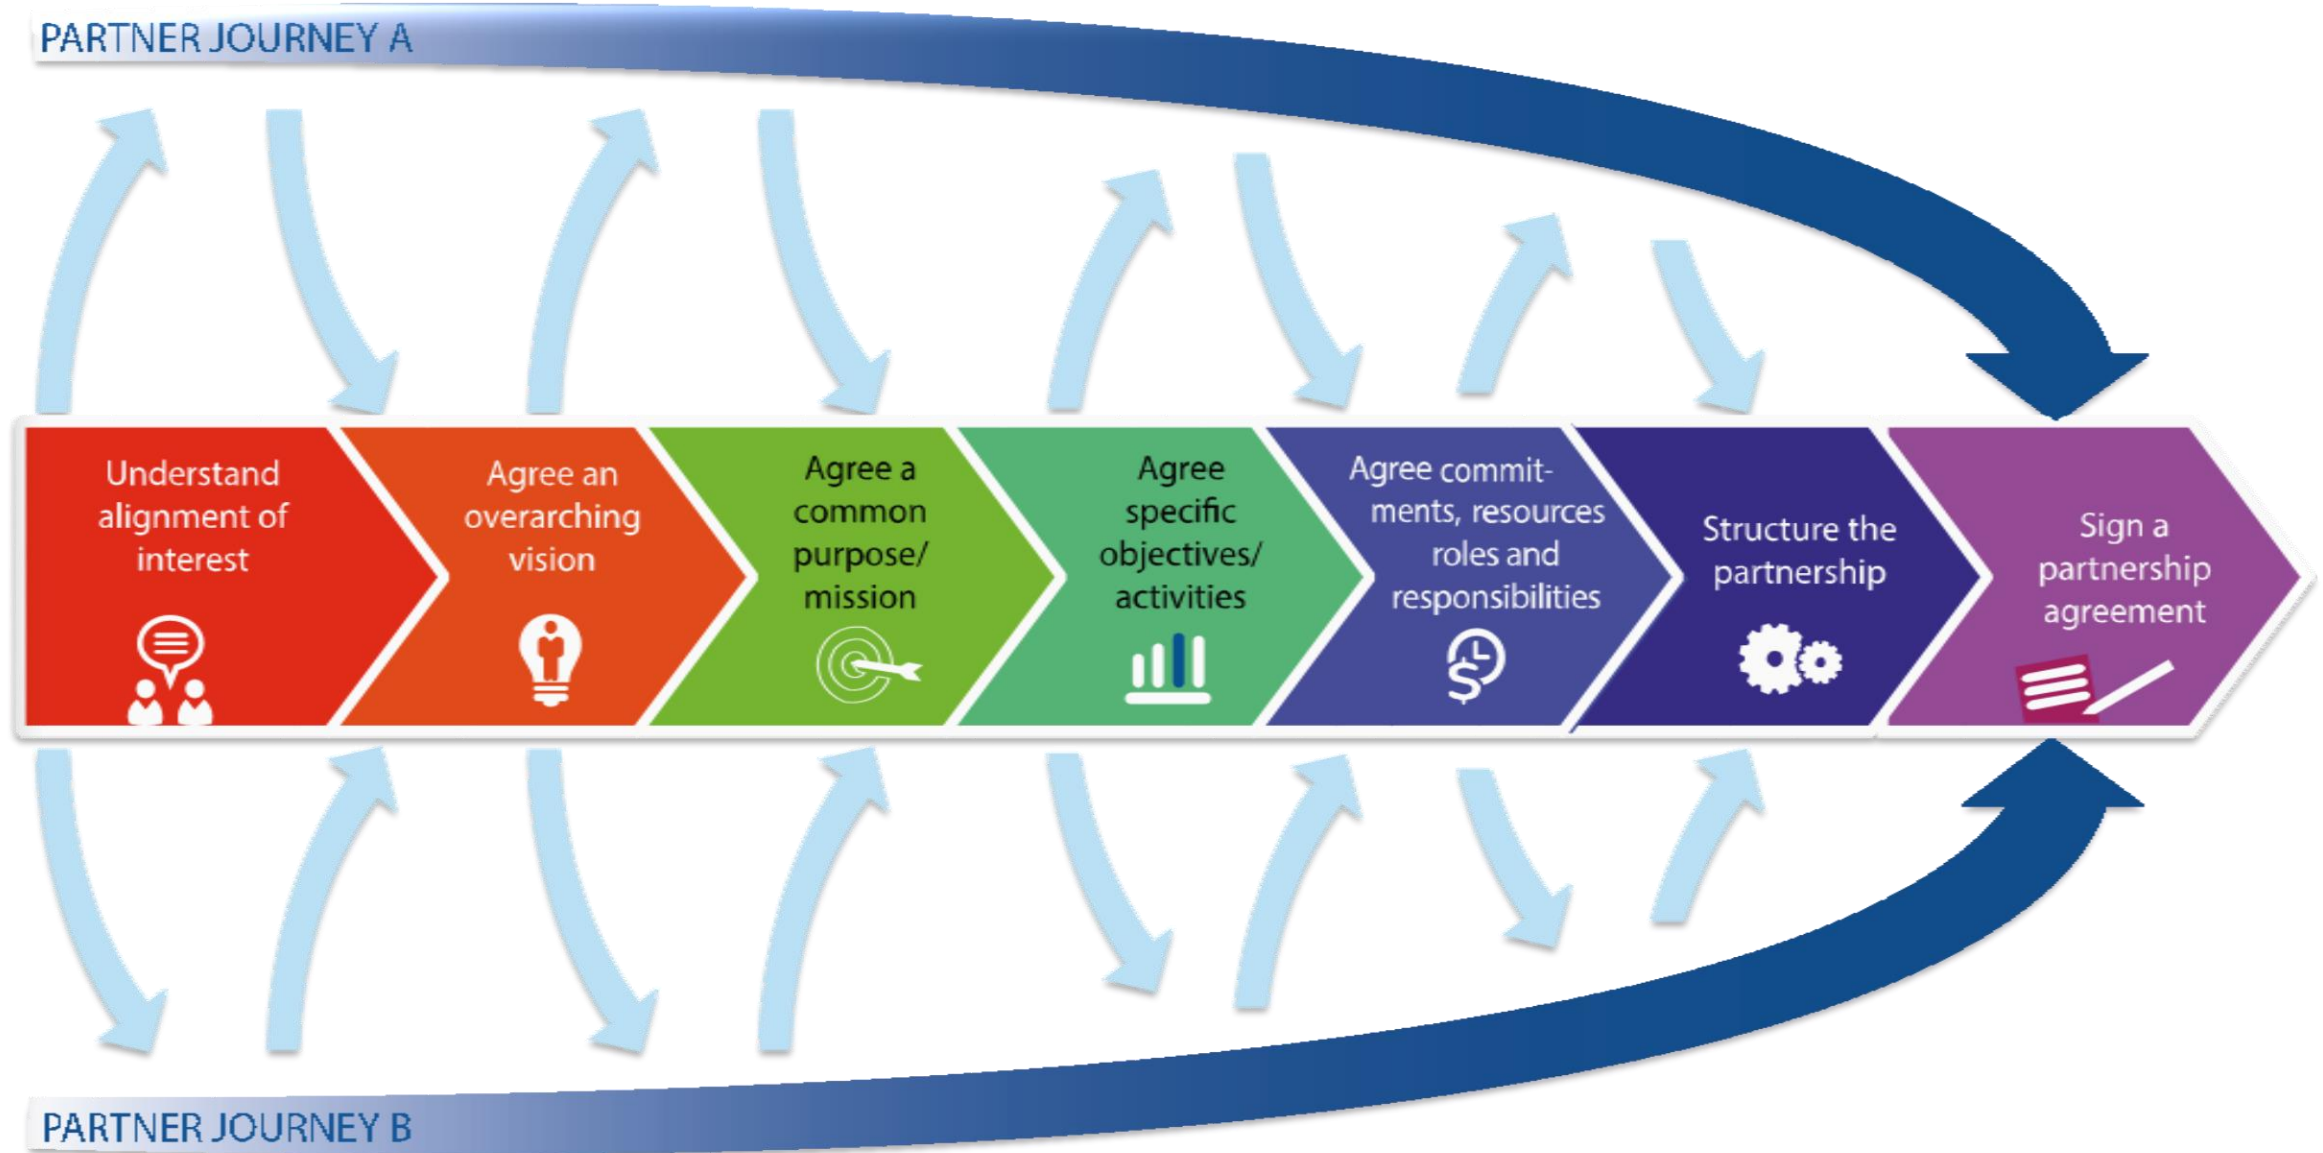 PARTNER JOURNEY A
Understand
alignment of
interest
Agree an
overarching
vision
Agree a
common
purpose/
mission
Agree
specific
objectives/
activities
Agree commit-
ments, resources
roles and
responsibilities
Structure the
partnership
Sign a
partnership
agreement
PARTNER JOURNEY B